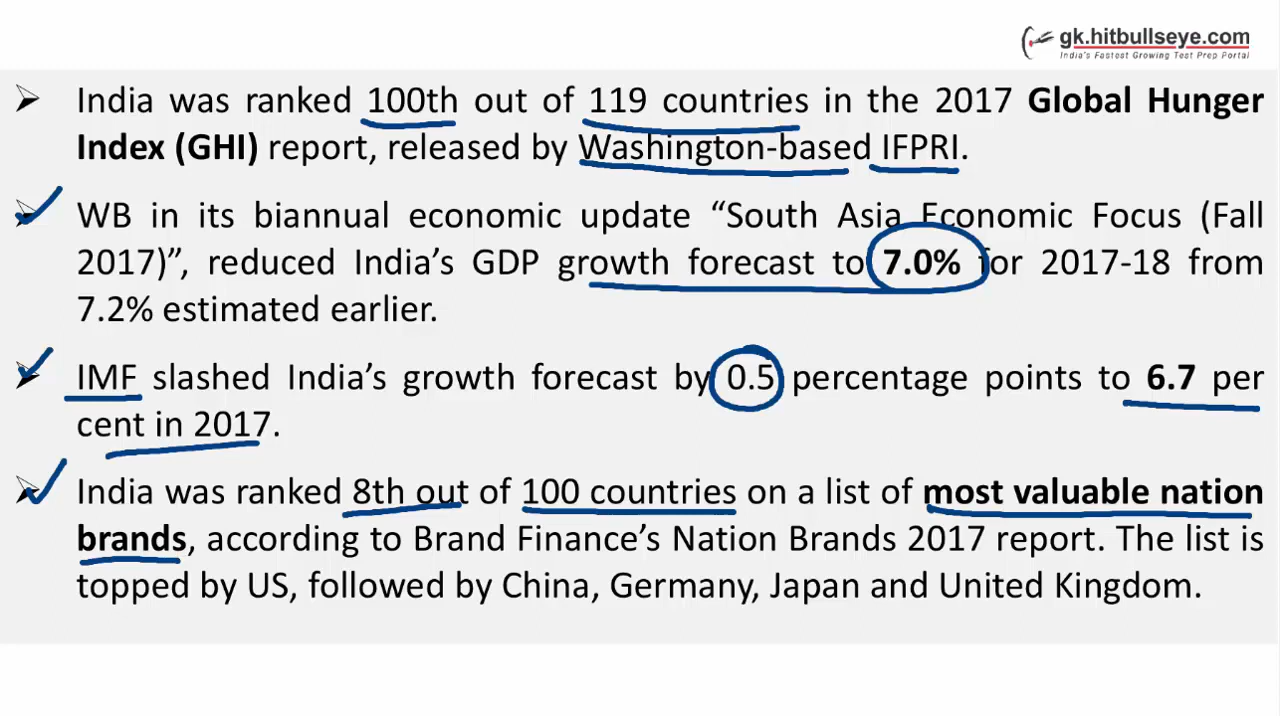 gk.hitbullseye.com
India's Fastest Growing Test Prep Portal
India was ranked 100th out of 119 countries in the 2017 Global Hunger
Index (GHI) report, released by Washington-based IFPRI.
WB in its biannual economic update “South Asia Economic Focus (Fall
2017)”, reduced India’s GDP growth forecast to 7.0% for 2017-18 from
7.2% estimated earlier.
IMF slashed India’s growth forecast by 0.5 percentage points to 6.7 per
cent in 2017.
India was ranked 8th out of 100 countries on a list of most valuable nation
brands, according to Brand Finance’s Nation Brands 2017 report. The list is
topped by US, followed by China, Germany, Japan and United Kingdom.